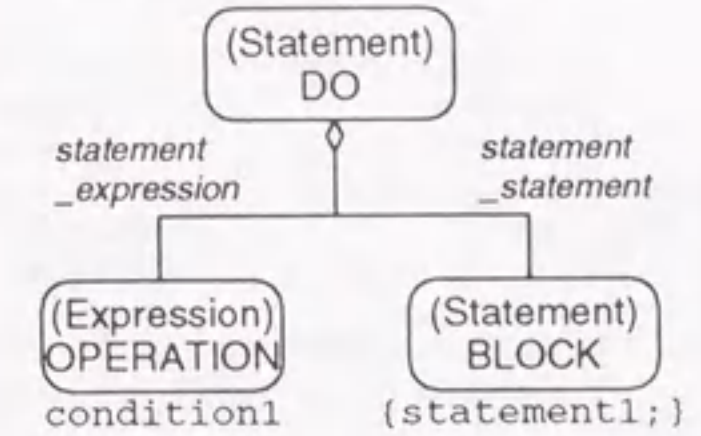 (Statement)
DO
statement
_expression
statement
_statement
(Expression)
OPERATION
condition1
(Statement)
BLOCK
{statement1;}